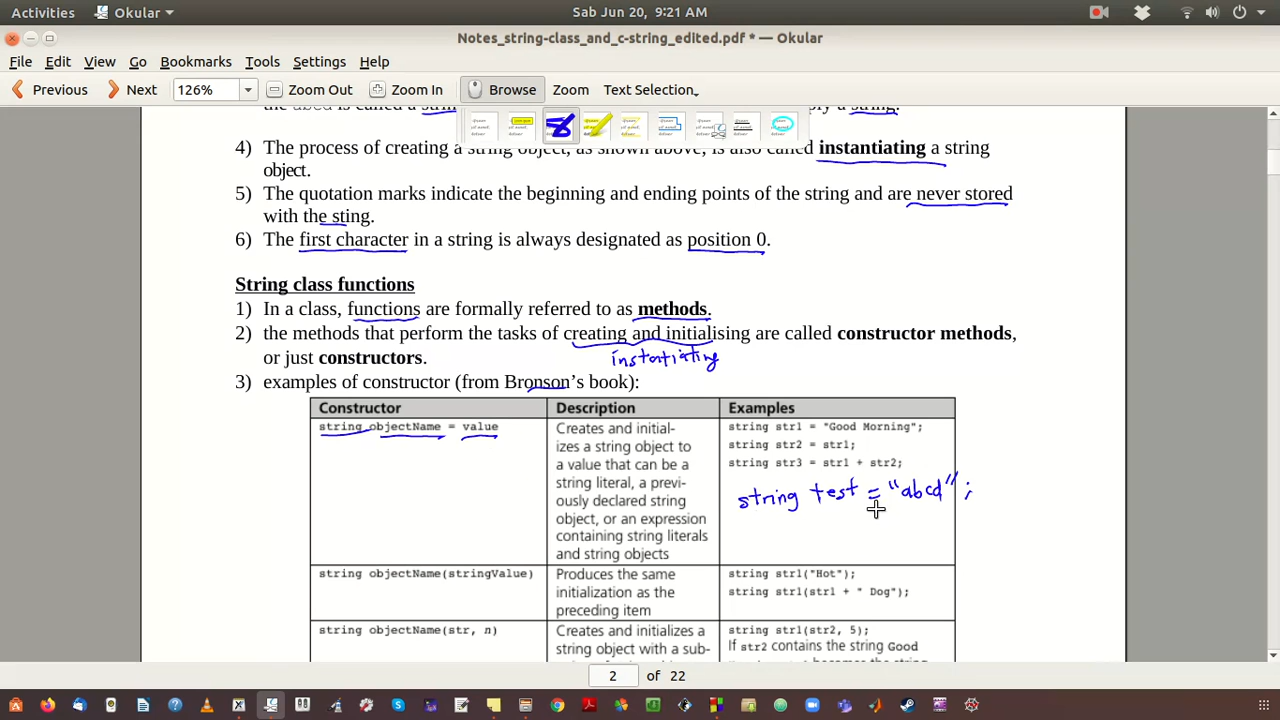 Activities Okular Sab Jun 20, 9:21 AM
Notes_string-class_and_c-string_edited.pdf * — Okular
File Edit View Go Bookmarks Tools Settings Help
Previous Next 126% Zoom Out Zoom In Browse Zoom Text Selection
the abcd is called a string.
4) The process of creating a string object, as shown above, is also called instantiating a string
object.
5) The quotation marks indicate the beginning and ending points of the string and are never stored
with the sting.
6) The first character in a string is always designated as position 0.
String class functions
1) In a class, functions are formally referred to as methods.
2) the methods that perform the tasks of creating and initialising are called constructor methods,
or just constructors.
instantiating
3) examples of constructor (from Bronson's book):
Constructor Description Examples
string objectName = value
Creates and initial-
izes a string object to
a value that can be a
string literal, a previ-
ously declared string
object, or an expression
containing string literals
and string objects
string str1 = "Good Morning";
string str2 = str1;
string str3 = str1 + str2;
string test = "abcd";
string objectName(stringValue)
Produces the same
initialization as the
preceding item
string str1("Hot");
string str1(str1 + " Dog");
string objectName(str, n)
Creates and initializes a
string object with a sub-
string str1(str2, 5);
If str2 contains the string Good
2 of 22